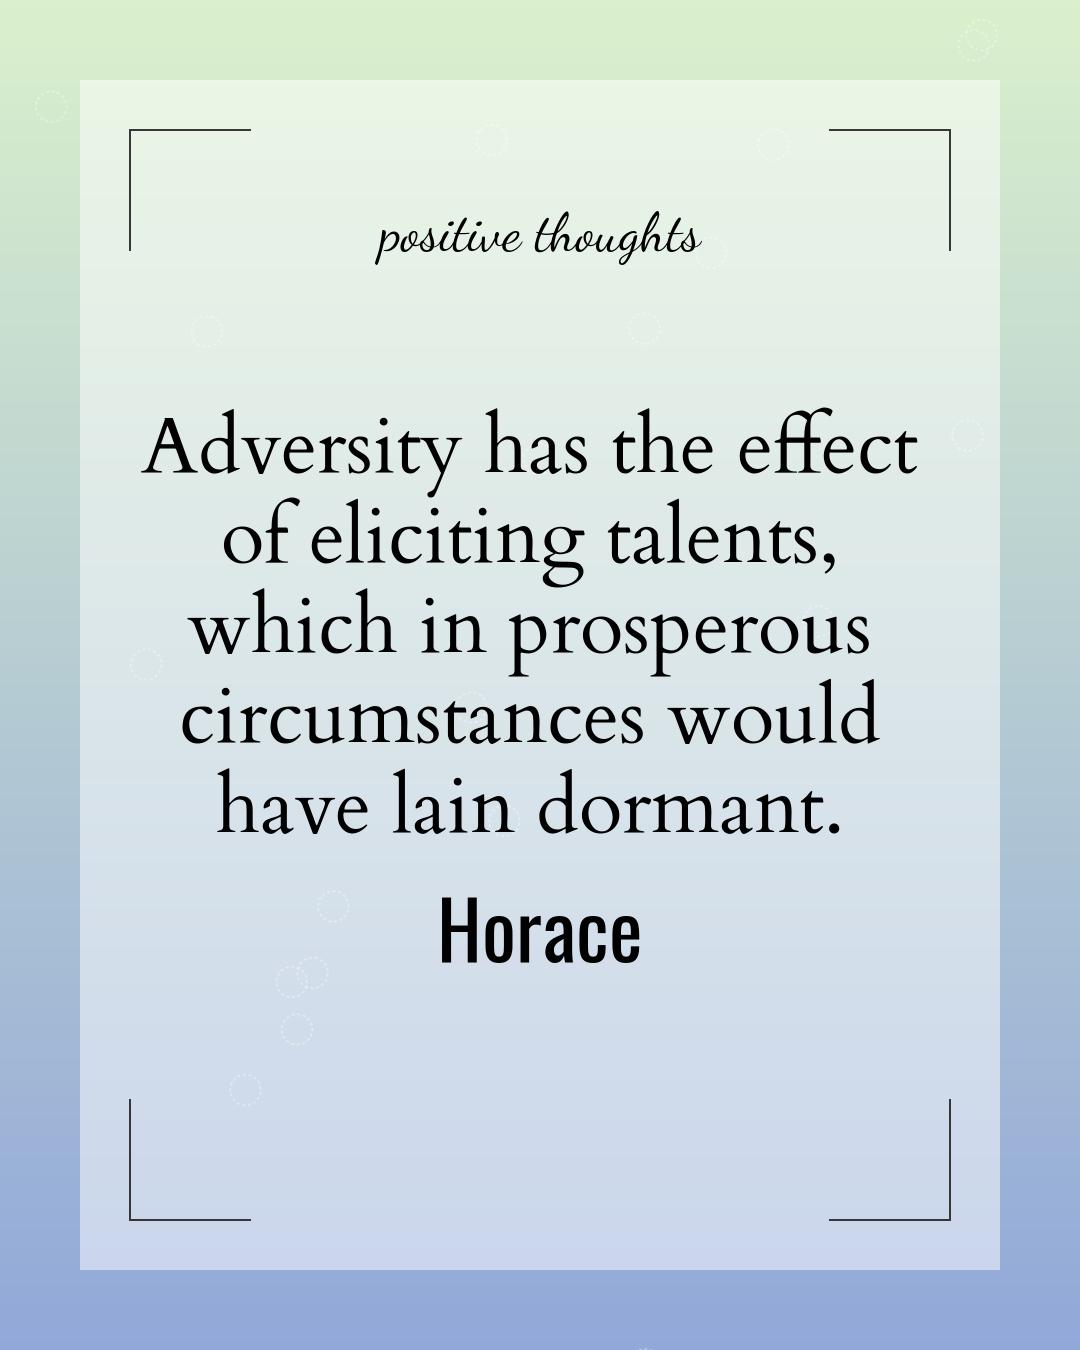 positive thoughts
Adversity has the effect
of eliciting talents,
which in prosperous
circumstances would
have lain dormant.
Horace